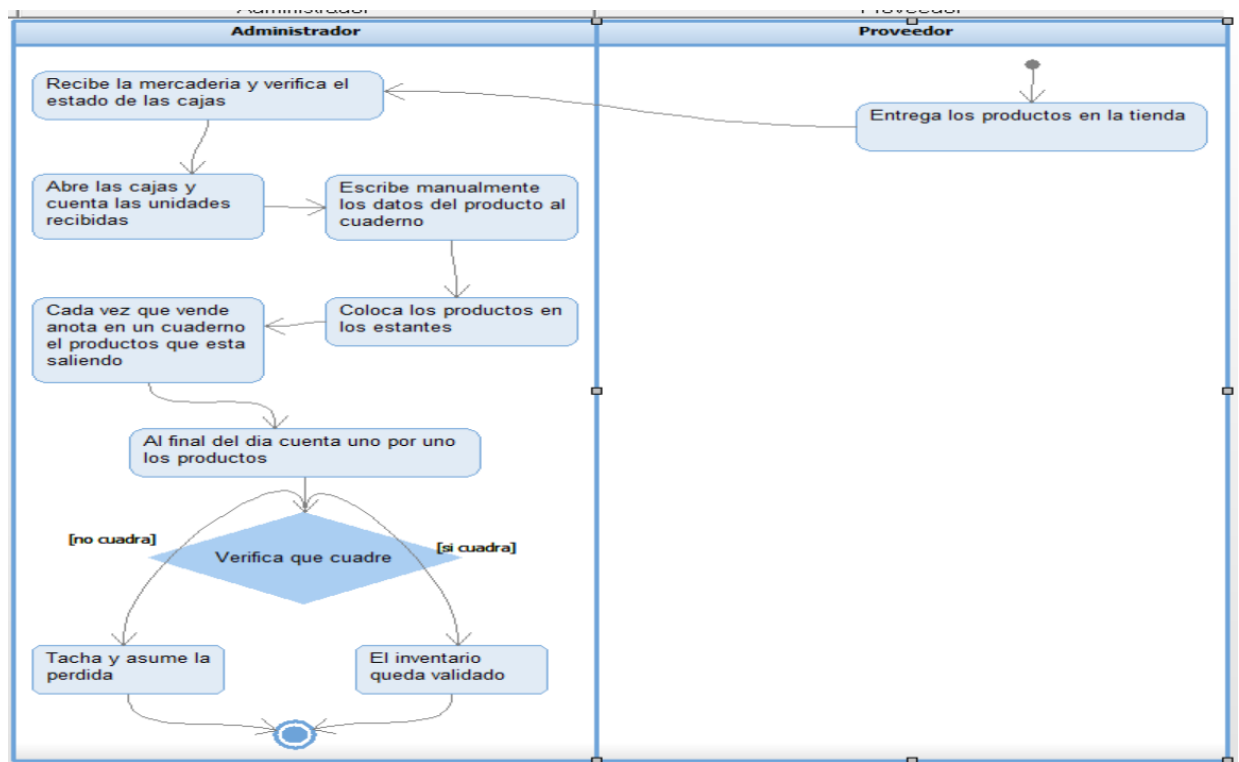 Administrador
Proveedor
Administrador
Proveedor
Recibe la mercaderia y verifica el
estado de las cajas
Entrega los productos en la tienda
Abre las cajas y
cuenta las unidades
recibidas
Escribe manualmente
los datos del producto al
cuaderno
Cada vez que vende
anota en un cuaderno
el productos que esta
saliendo
Coloca los productos en
los estantes
Al final del dia cuenta uno por uno
los productos
[no cuadra]
Verifica que cuadre
[si cuadra]
Tacha y asume la
perdida
El inventario
queda validado